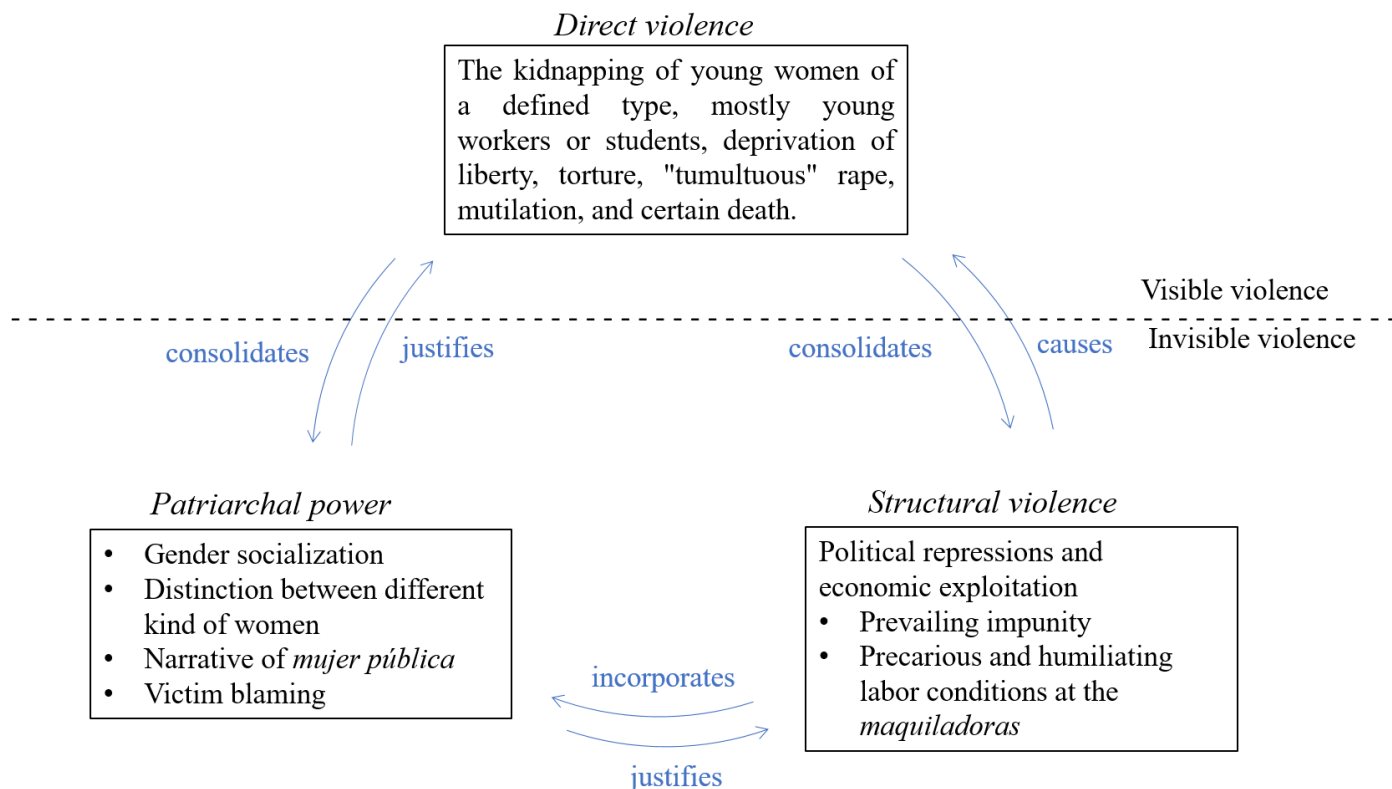 Direct violence
The kidnapping of young women of
a defined type, mostly young
workers or students, deprivation of
liberty, torture, "tumultuous" rape,
mutilation, and certain death.
Visible violence
consolidates
justifies
consolidates
causes
Invisible violence
Patriarchal power
• Gender socialization
• Distinction between different
kind of women
• Narrative of mujer pública
• Victim blaming
Structural violence
Political repressions and
economic exploitation
• Prevailing impunity
• Precarious and humiliating
labor conditions at the
maquiladoras
incorporates
justifies